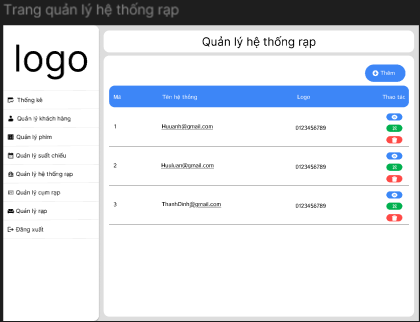 Trang quản lý hệ thống rạp
logo
Thống kê
Quản lý khách hàng
Quản lý phim
Quản lý suất chiếu
Quản lý hệ thống rạp
Quản lý cụm rạp
Quản lý rạp
Đăng xuất
Quản lý hệ thống rạp
Thêm
Mã Tên hệ thống Logo Thao tác
1 Huuanh@gmail.com 0123456789
2 Huuluan@gmail.com 0123456789
3 ThanhDinh@gmail.com 0123456789